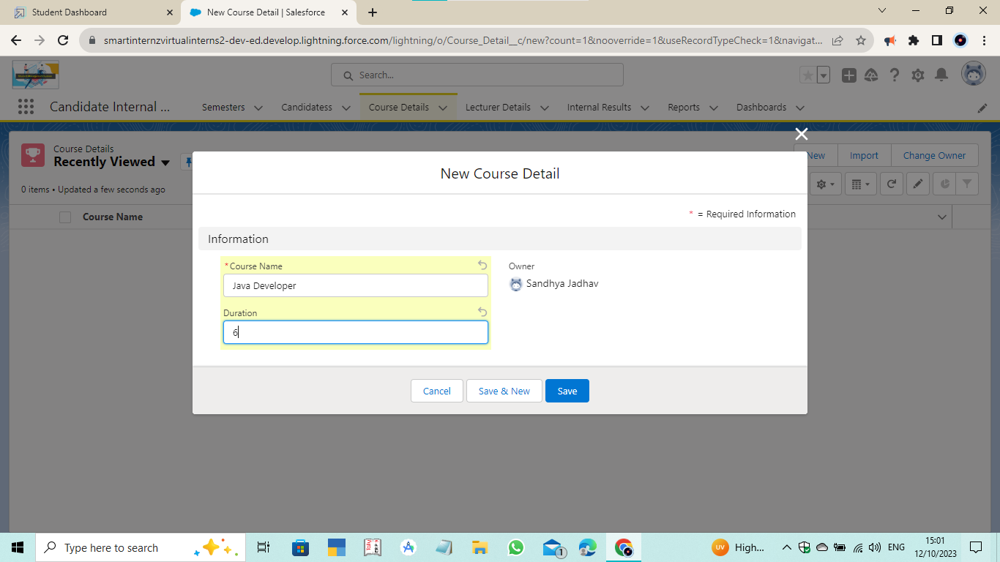 Student Dashboard
New Course Detail | Salesforce
smartinternzvirtualinterns2-dev-ed.develop.lightning.force.com/lightning/o/Course_Detail__c/new?count=1&nooverride=1&useRecordTypeCheck=1&navigat...
Search...
Candidate Internal ...
Semesters
Candidatess
Course Details
Lecturer Details
Internal Results
Reports
Dashboards
Course Details
Recently Viewed
New
Import
Change Owner
0 items • Updated a few seconds ago
Course Name
New Course Detail
* = Required Information
Information
*Course Name
Owner
Java Developer
Sandhya Jadhav
Duration
6
Cancel
Save & New
Save
Type here to search
1
UV
High...
ENG
15:01
12/10/2023